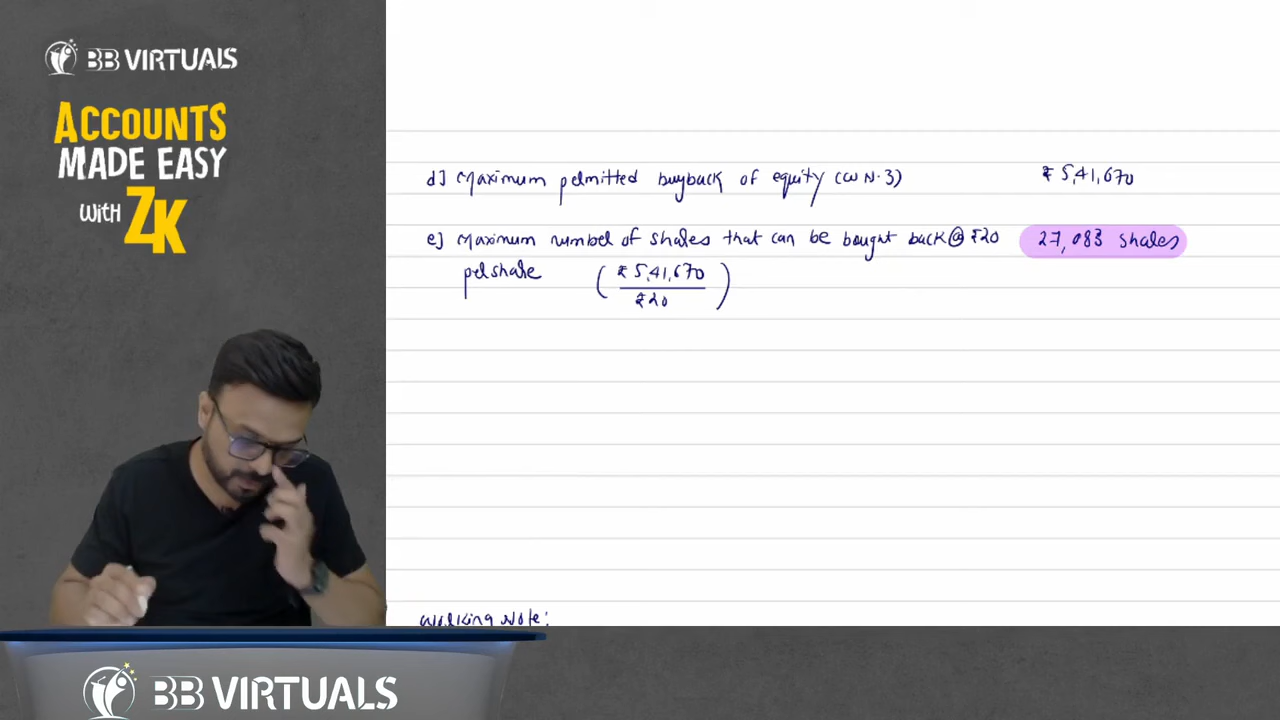 BB VIRTUALS
ACCOUNTS
MADE EASY
WITH ZK
d] Maximum permitted buyback of equity (WN.3) ₹ 5,41,670
e] Maximum number of shares that can be bought back @ ₹20 27,083 shares
per share ( ₹ 5,41,670
₹20 )
Working Note:
BB VIRTUALS